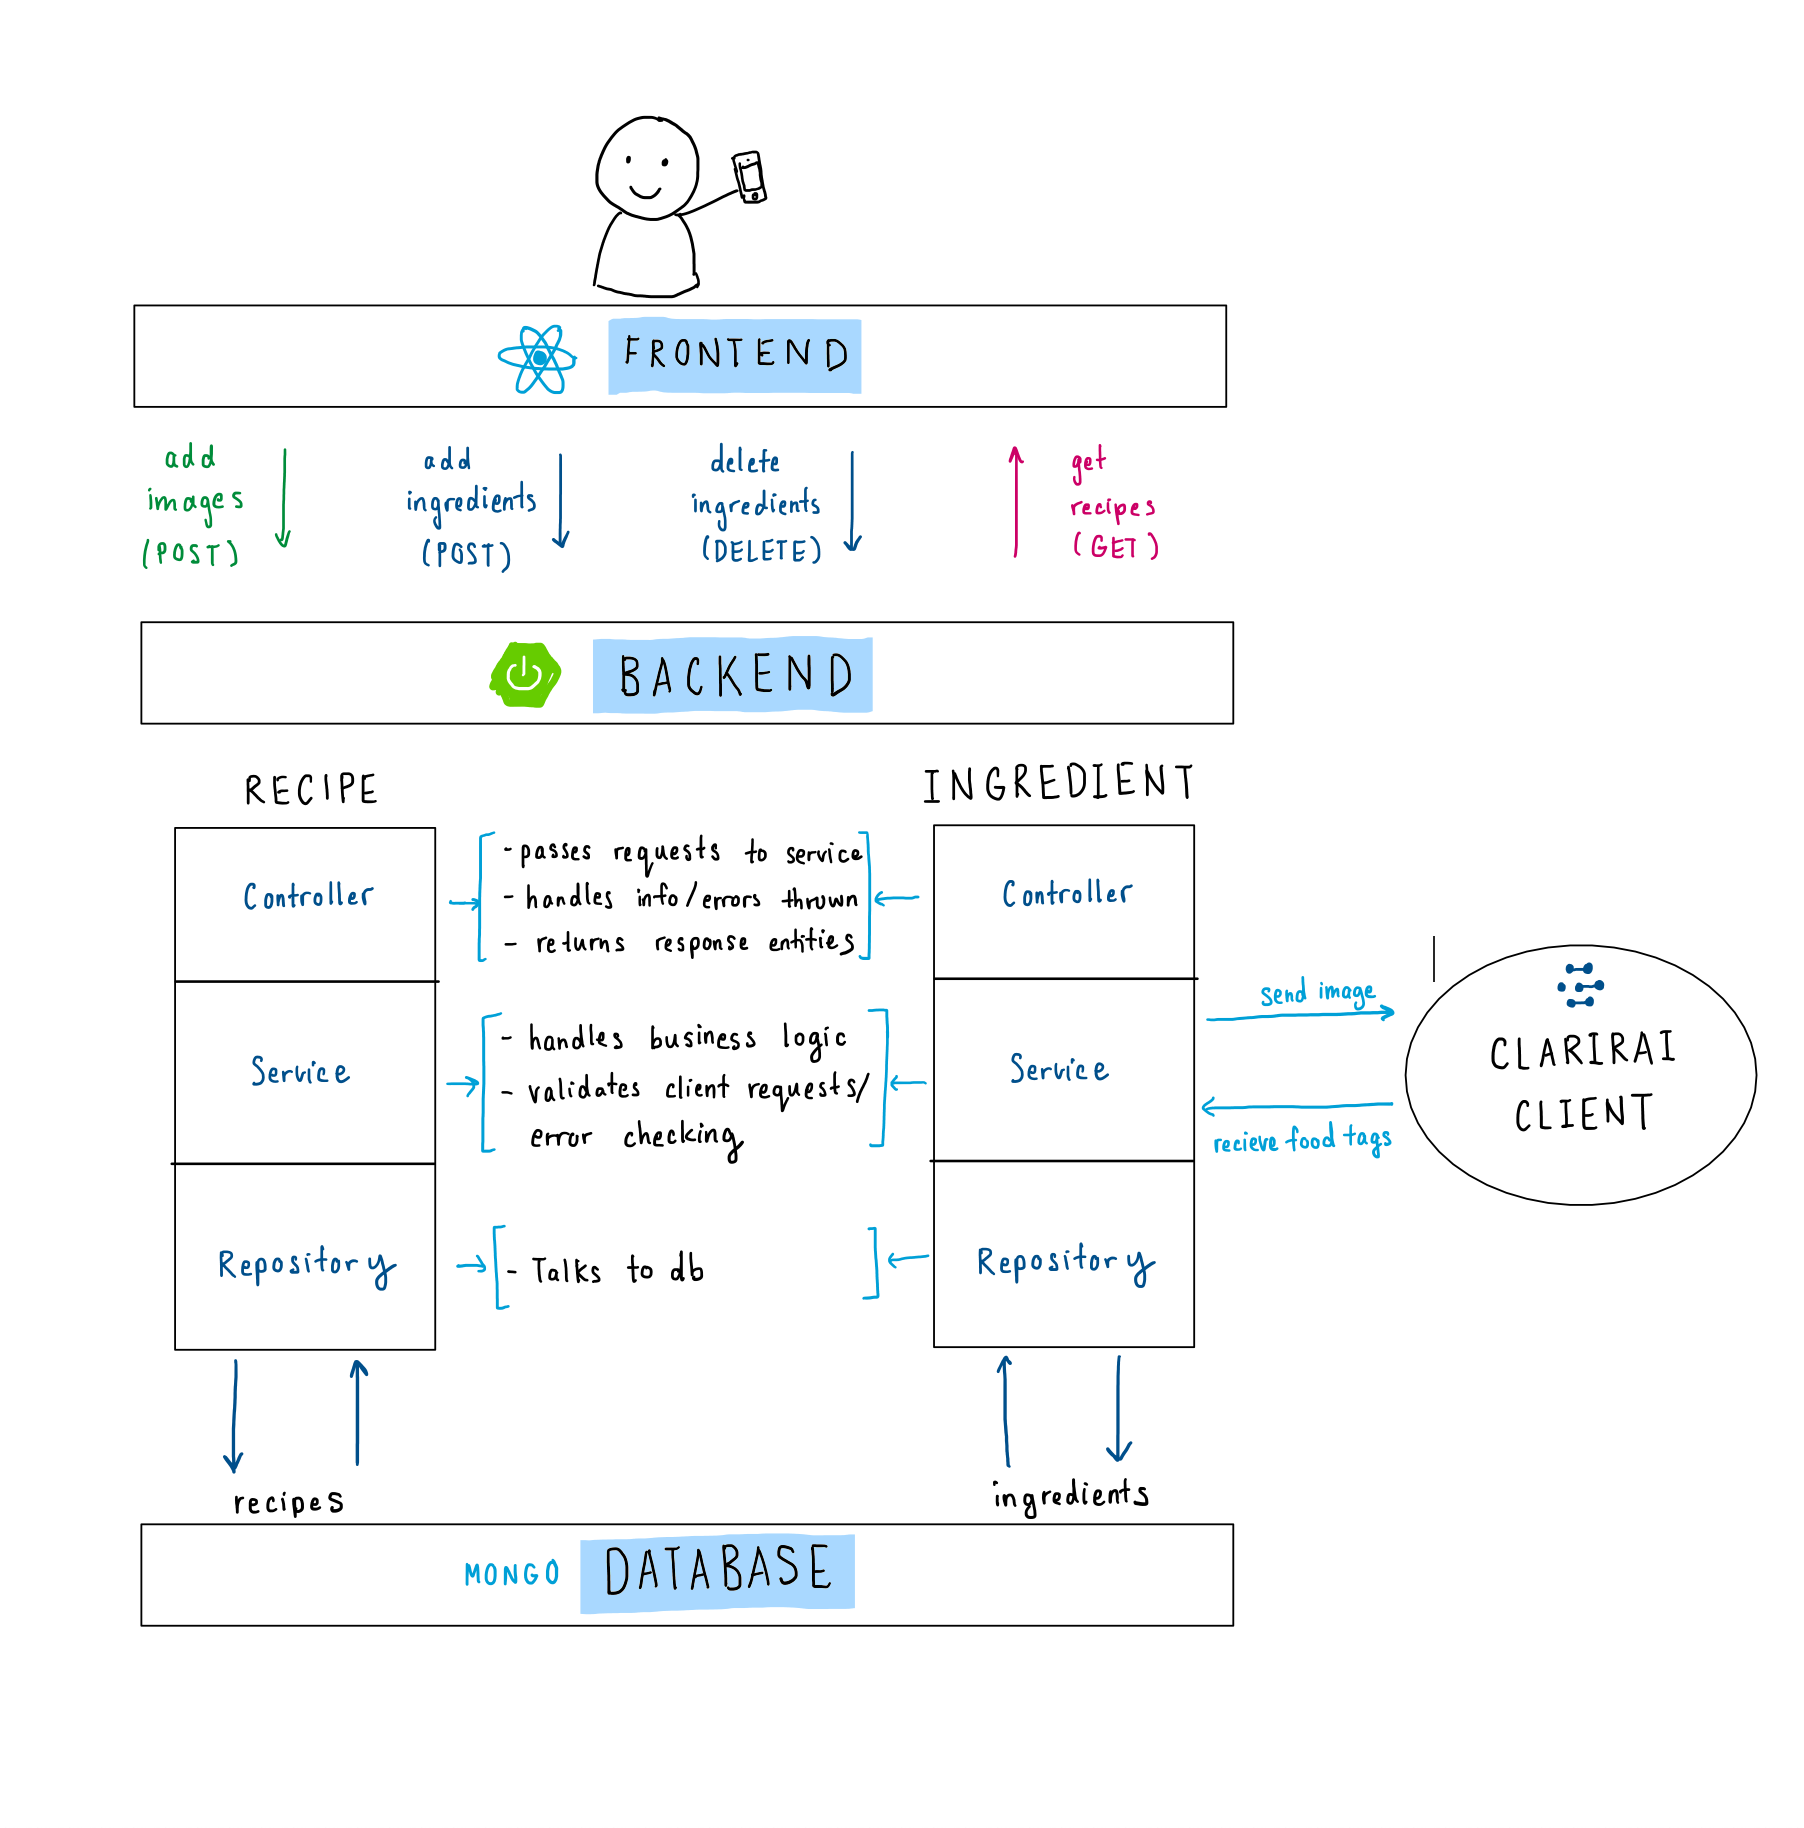 FRONTEND
add
images
(POST)
add
ingredients
(POST)
delete
ingredients
(DELETE)
get
recipes
(GET)
BACKEND
RECIPE
INGREDIENT
Controller
- passes requests to service
- handles info/errors thrown
- returns response entities
Controller
Service
- handles business logic
- validates client requests/
error checking
Service
send image
recieve food tags
CLARIRAI
CLIENT
Repository
- Talks to db
Repository
recipes
ingredients
MONGO DATABASE